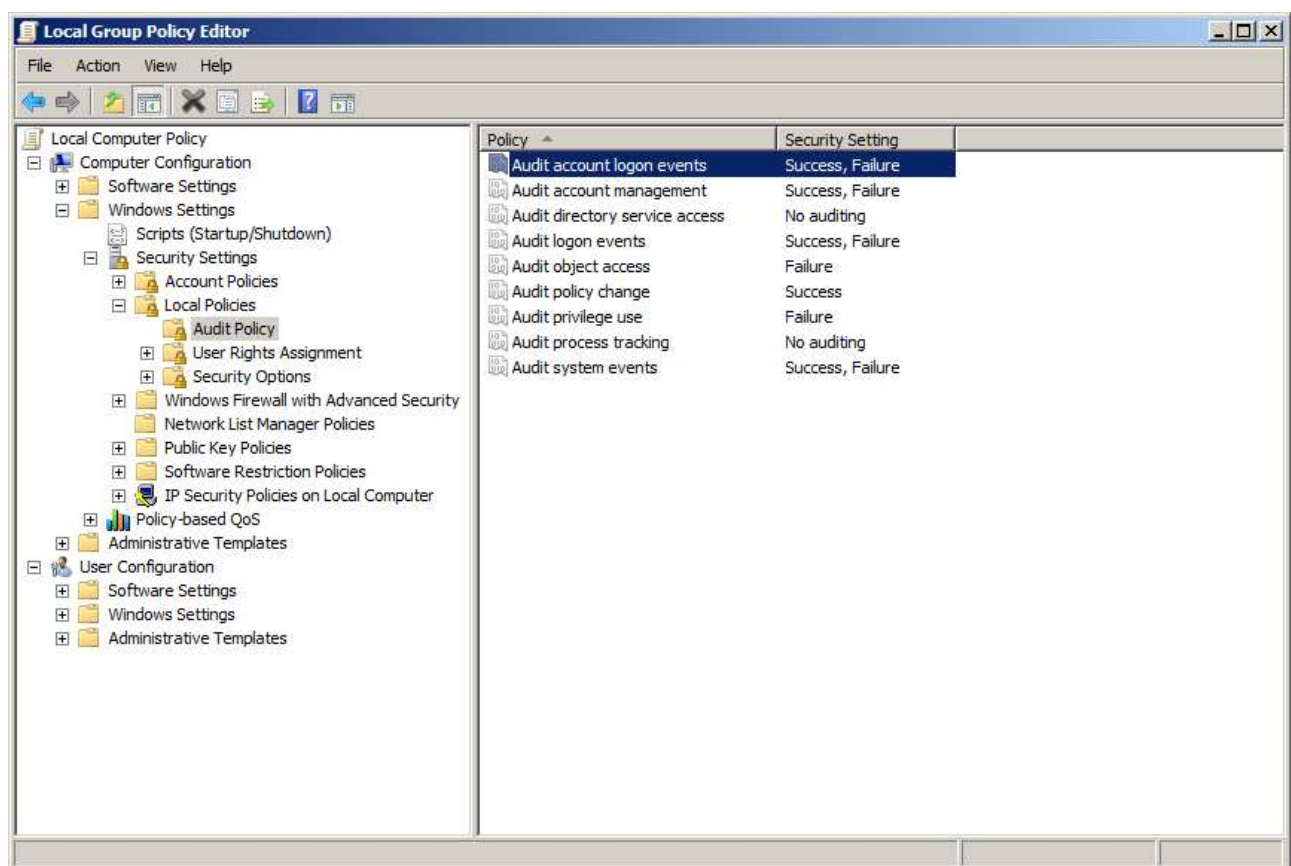 Local Group Policy Editor
File Action View Help
Local Computer Policy
Computer Configuration
Software Settings
Windows Settings
Scripts (Startup/Shutdown)
Security Settings
Account Policies
Local Policies
Audit Policy
User Rights Assignment
Security Options
Windows Firewall with Advanced Security
Network List Manager Policies
Public Key Policies
Software Restriction Policies
IP Security Policies on Local Computer
Policy-based QoS
Administrative Templates
User Configuration
Software Settings
Windows Settings
Administrative Templates
Policy Security Setting
Audit account logon events Success, Failure
Audit account management Success, Failure
Audit directory service access No auditing
Audit logon events Success, Failure
Audit object access Failure
Audit policy change Success
Audit privilege use Failure
Audit process tracking No auditing
Audit system events Success, Failure